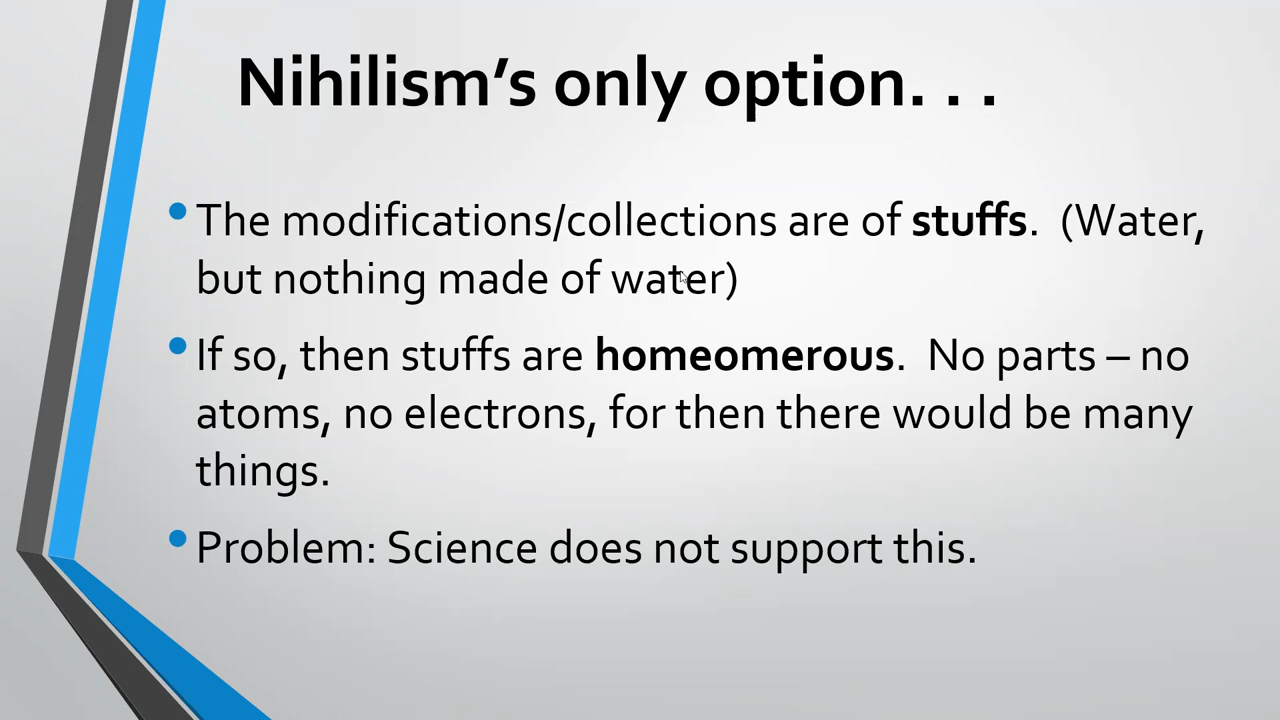 Nihilism’s only option. . .
• The modifications/collections are of stuffs.  (Water,
but nothing made of water)
• If so, then stuffs are homeomerous.  No parts – no
atoms, no electrons, for then there would be many
things.
• Problem: Science does not support this.